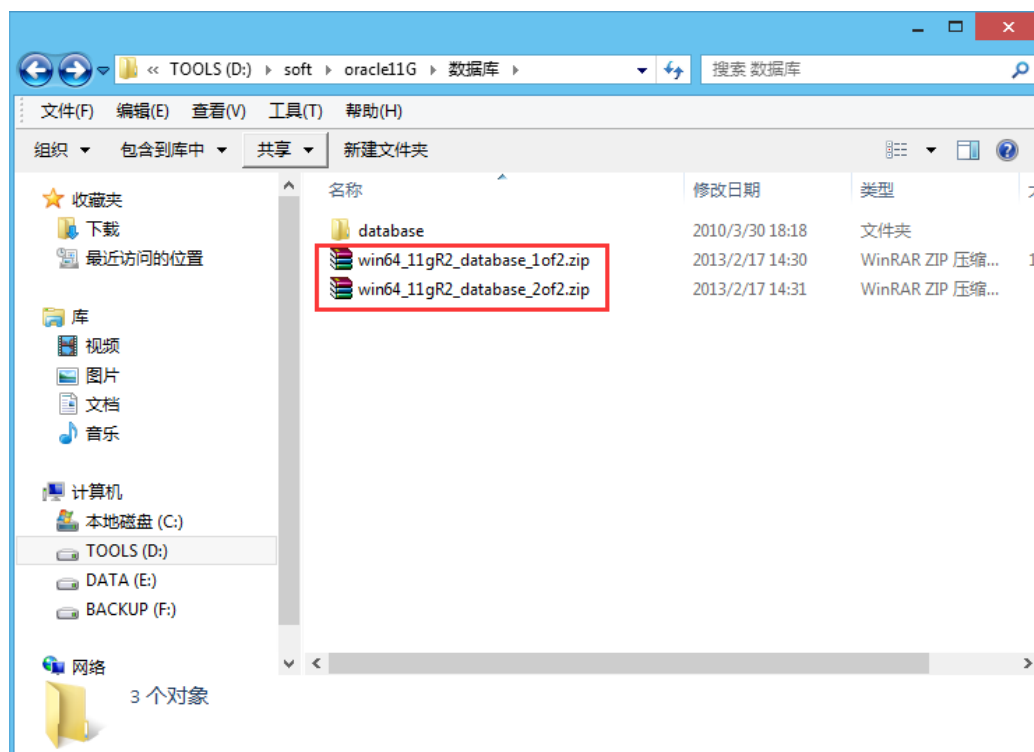 « TOOLS (D:) soft oracle11G 数据库 搜索 数据库
文件(F) 编辑(E) 查看(V) 工具(T) 帮助(H)
组织 包含到库中 共享 新建文件夹
名称 修改日期 类型
收藏夹
下载
最近访问的位置
库
视频
图片
文档
音乐
计算机
本地磁盘 (C:)
TOOLS (D:)
DATA (E:)
BACKUP (F:)
网络
database 2010/3/30 18:18 文件夹
win64_11gR2_database_1of2.zip 2013/2/17 14:30 WinRAR ZIP 压缩... 1
win64_11gR2_database_2of2.zip 2013/2/17 14:31 WinRAR ZIP 压缩...
3 个对象